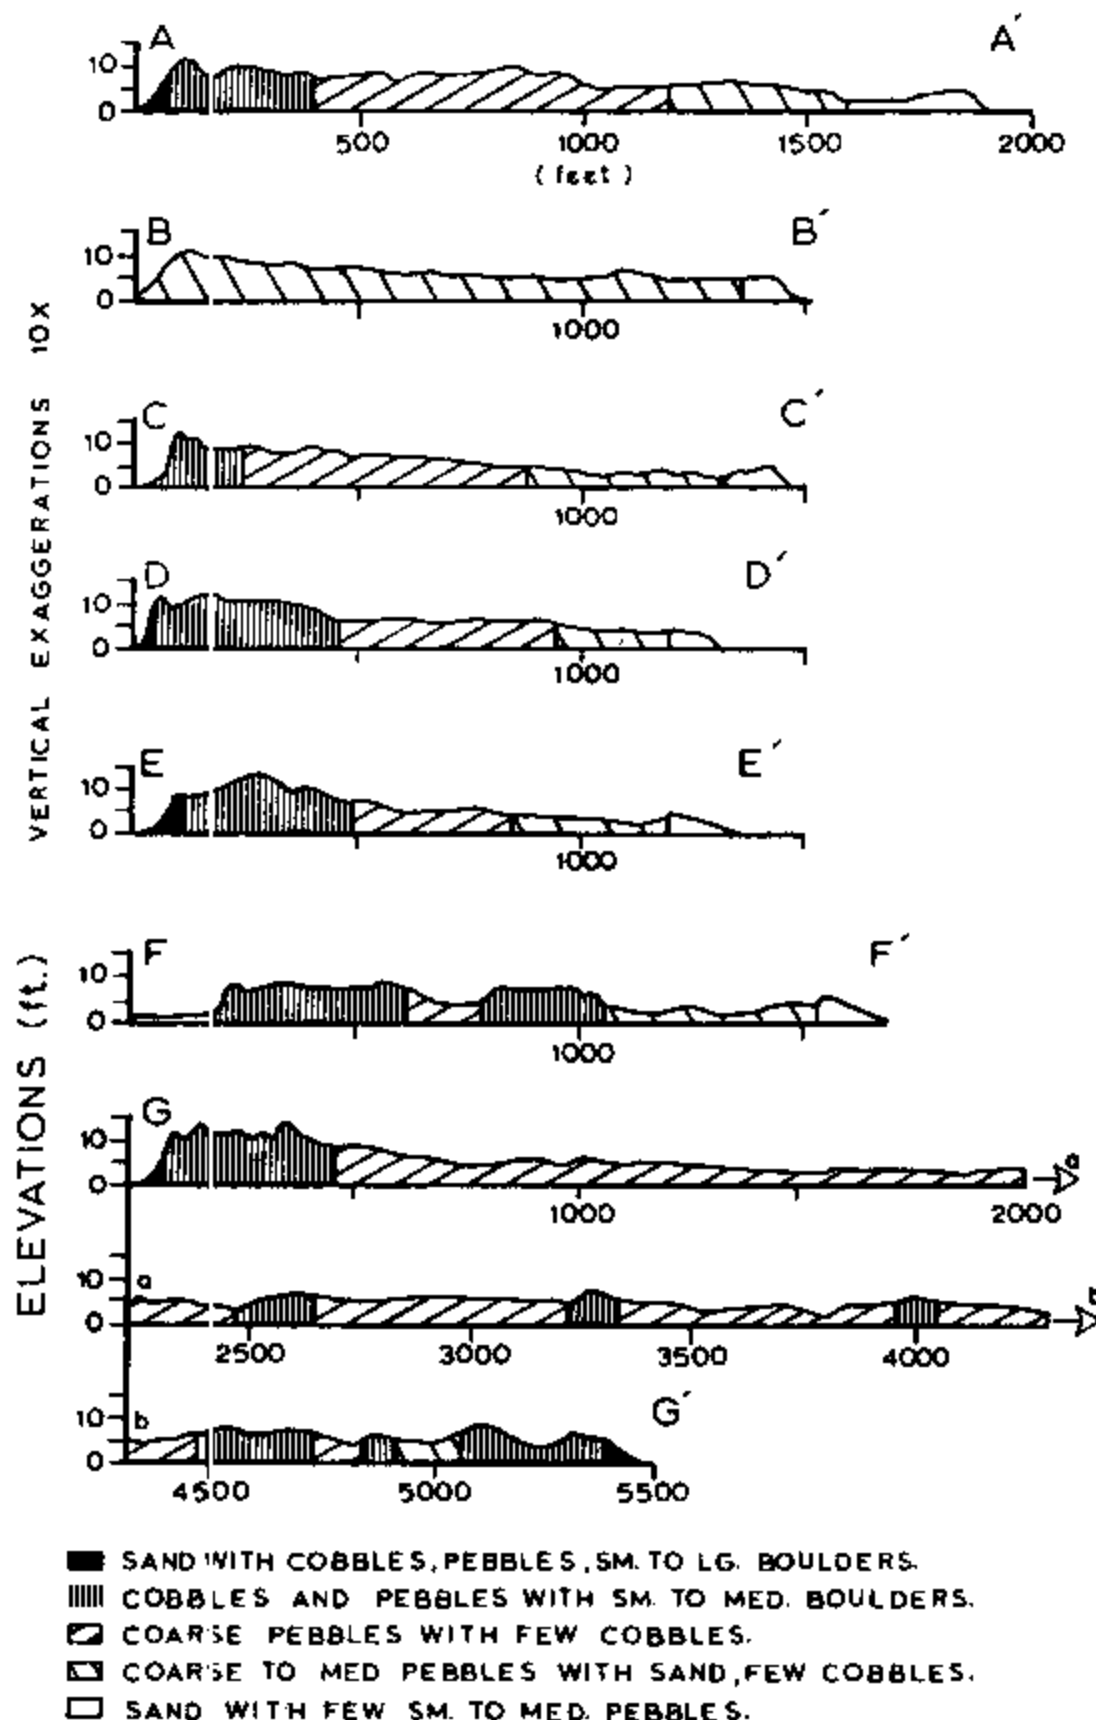 A A′
10
0
500 1000 1500 2000
(feet)
B B′
10
0
1000
C C′
10
0
1000
D D′
10
0
1000
E E′
10
0
1000
F F′
10
0
1000
G
10
0
1000 2000
a
a
10
0
2500 3000 3500 4000
b
10
0
G′
4500 5000 5500
VERTICAL EXAGGERATIONS 10X
ELEVATIONS (ft.)
SAND WITH COBBLES, PEBBLES, SM. TO LG. BOULDERS.
COBBLES AND PEBBLES WITH SM. TO MED. BOULDERS.
COARSE PEBBLES WITH FEW COBBLES.
COARSE TO MED PEBBLES WITH SAND, FEW COBBLES.
SAND WITH FEW SM. TO MED. PEBBLES.